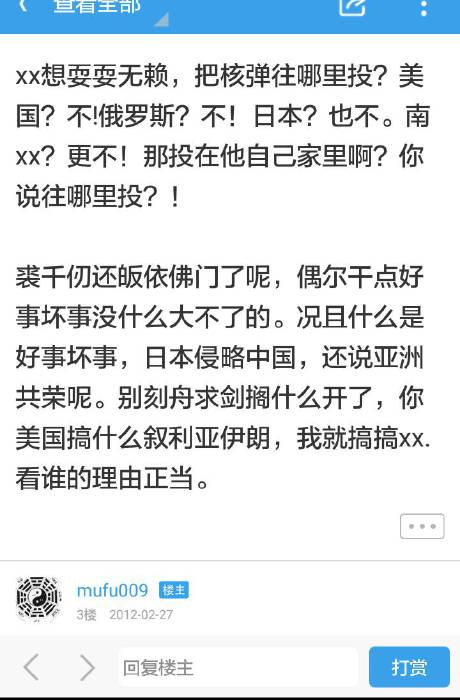 查看全部
xx想耍耍无赖，把核弹往哪里投？美
国？不!俄罗斯？不！日本？也不。南
xx？更不！那投在他自己家里啊？你
说往哪里投？！
裘千仞还皈依佛门了呢，偶尔干点好
事坏事没什么大不了的。况且什么是
好事坏事，日本侵略中国，还说亚洲
共荣呢。别刻舟求剑搁什么开了，你
美国搞什么叙利亚伊朗，我就搞搞xx.
看谁的理由正当。
mufu009 楼主
3楼 2012-02-27
回复楼主
打赏